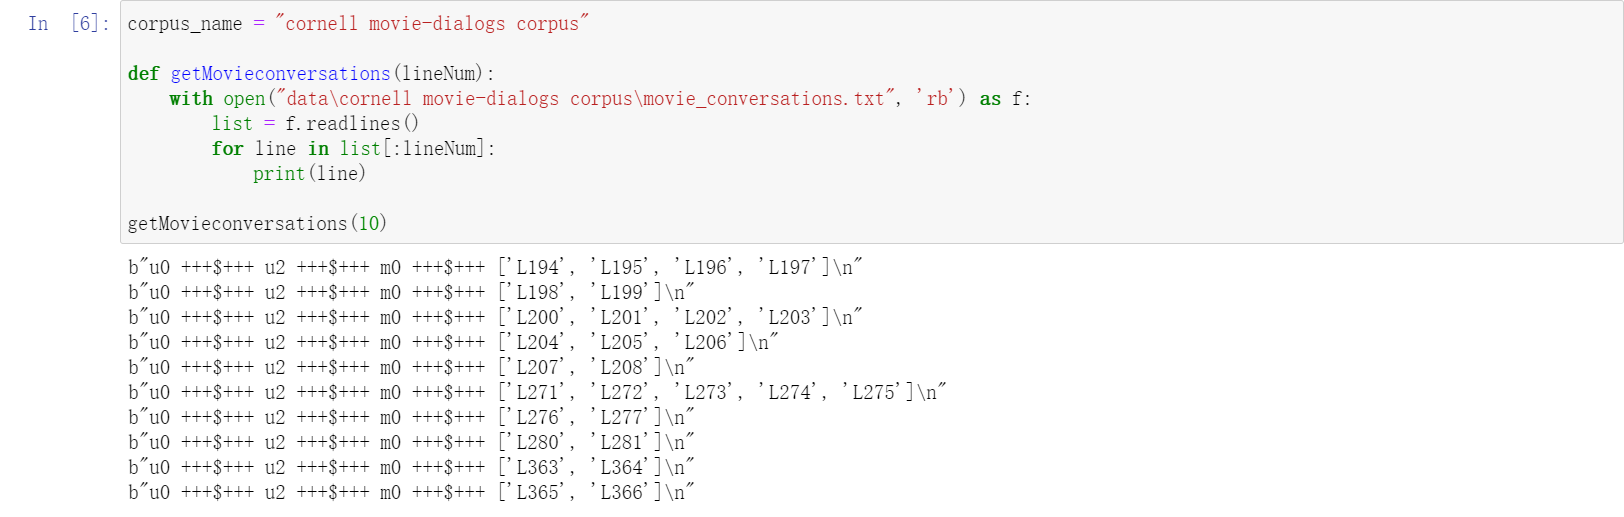 In [6]: corpus_name = "cornell movie-dialogs corpus"
def getMovieconversations(lineNum):
    with open("data\cornell movie-dialogs corpus\movie_conversations.txt", 'rb') as f:
        list = f.readlines()
        for line in list[:lineNum]:
            print(line)
getMovieconversations(10)
b"u0 +++$+++ u2 +++$+++ m0 +++$+++ ['L194', 'L195', 'L196', 'L197']\n"
b"u0 +++$+++ u2 +++$+++ m0 +++$+++ ['L198', 'L199']\n"
b"u0 +++$+++ u2 +++$+++ m0 +++$+++ ['L200', 'L201', 'L202', 'L203']\n"
b"u0 +++$+++ u2 +++$+++ m0 +++$+++ ['L204', 'L205', 'L206']\n"
b"u0 +++$+++ u2 +++$+++ m0 +++$+++ ['L207', 'L208']\n"
b"u0 +++$+++ u2 +++$+++ m0 +++$+++ ['L271', 'L272', 'L273', 'L274', 'L275']\n"
b"u0 +++$+++ u2 +++$+++ m0 +++$+++ ['L276', 'L277']\n"
b"u0 +++$+++ u2 +++$+++ m0 +++$+++ ['L280', 'L281']\n"
b"u0 +++$+++ u2 +++$+++ m0 +++$+++ ['L363', 'L364']\n"
b"u0 +++$+++ u2 +++$+++ m0 +++$+++ ['L365', 'L366']\n"